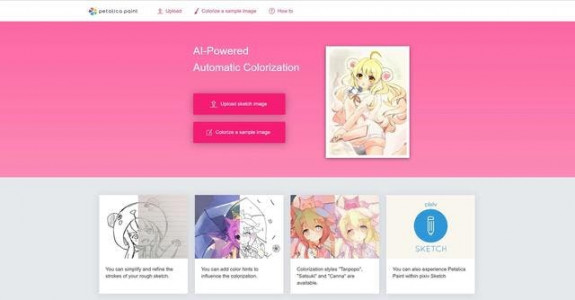 petalica paint
Upload
Colorize a sample image
How to
AI-Powered
Automatic Colorization
Upload sketch image
Colorize a sample image
You can simplify and refine the
strokes of your rough sketch.
You can add color hints to
influence the colorization.
Colorization styles "Tanpopo",
"Satsuki" and "Canna" are
available.
pixiv
SKETCH
You can also experience Petalica
Paint within pixiv Sketch